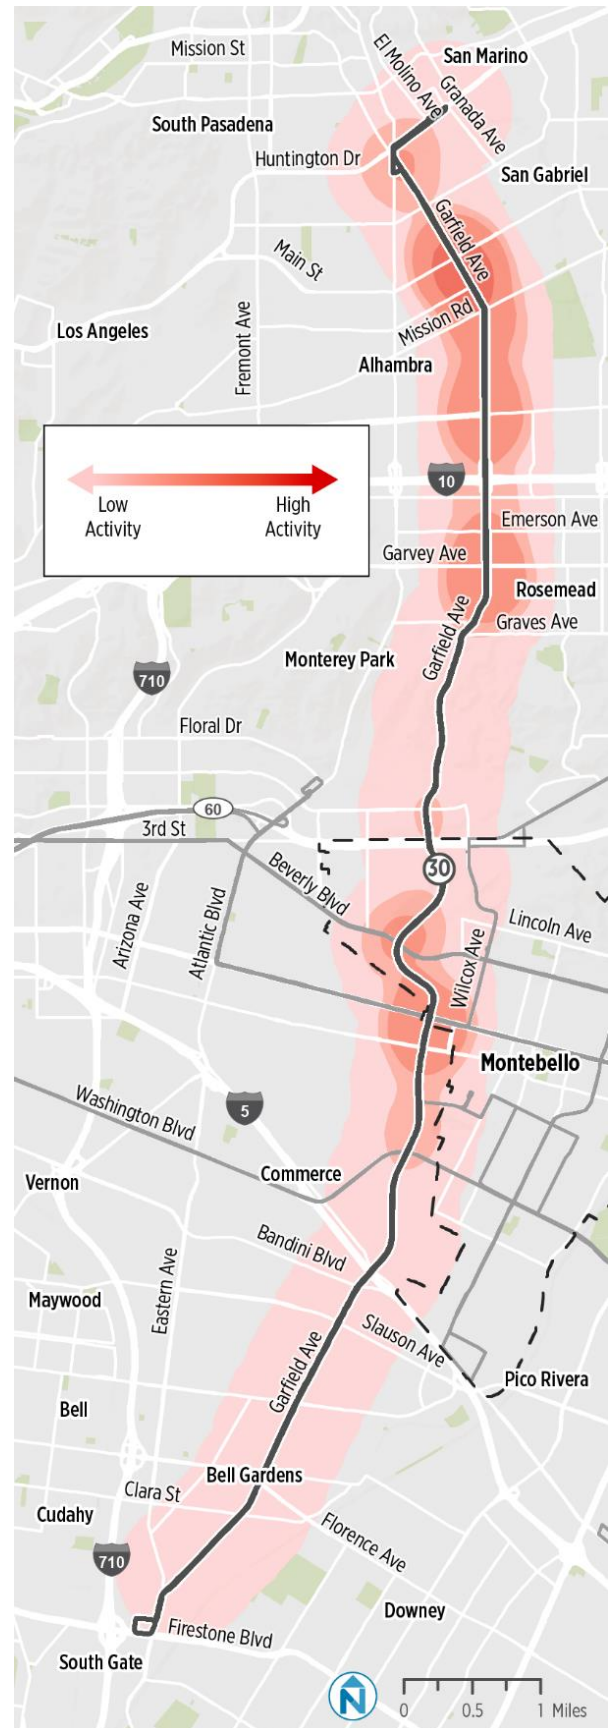 Mission St
El Molino Ave
San Marino
Granada Ave
South Pasadena
Huntington Dr
San Gabriel
Garfield Ave
Main St
Mission Rd
Los Angeles
Fremont Ave
Alhambra
Low
Activity
High
Activity
10
Emerson Ave
Garvey Ave
Rosemead
Garfield Ave
Graves Ave
Monterey Park
710
Floral Dr
60
3rd St
30
Beverly Blvd
Arizona Ave
Atlantic Blvd
Wilcox Ave
Lincoln Ave
Montebello
Washington Blvd
5
Commerce
Vernon
Bandini Blvd
Eastern Ave
Maywood
Slauson Ave
Garfield Ave
Pico Rivera
Bell
Bell Gardens
Clara St
Cudahy
Florence Ave
710
Downey
Firestone Blvd
South Gate
N
0 0.5 1 Miles